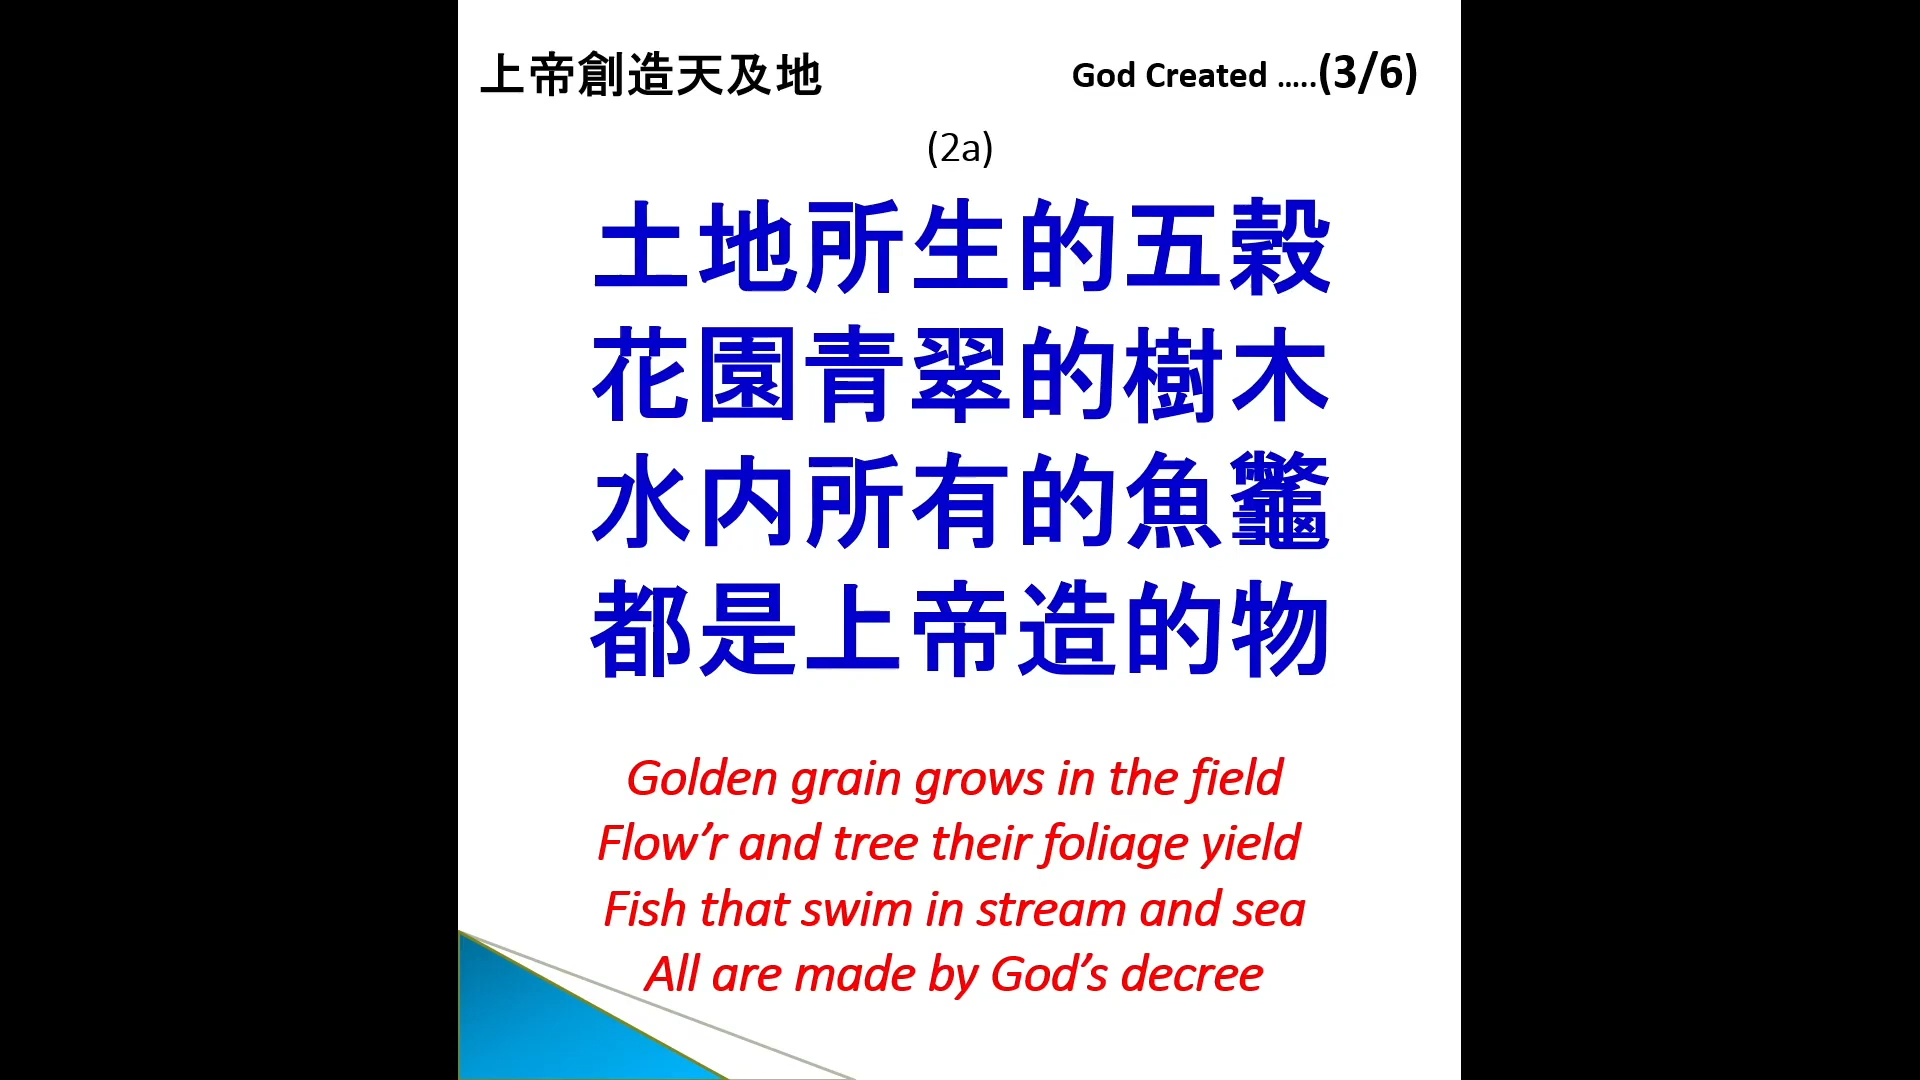 上帝創造天及地 God Created .....(3/6)
(2a)
土地所生的五穀
花園青翠的樹木
水内所有的魚鼈
都是上帝造的物
Golden grain grows in the field
Flow’r and tree their foliage yield
Fish that swim in stream and sea
All are made by God’s decree